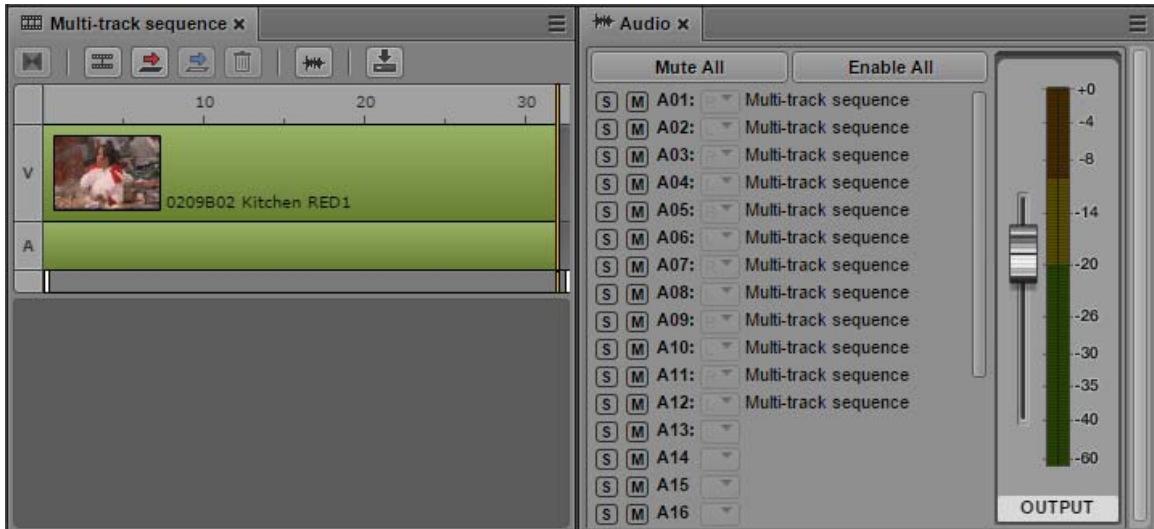 Multi-track sequence x
10 20 30
V
0209B02 Kitchen RED1
A
Audio x
Mute All Enable All
S M A01: R Multi-track sequence
S M A02: L Multi-track sequence
S M A03: Multi-track sequence
S M A04: Multi-track sequence
S M A05: Multi-track sequence
S M A06: Multi-track sequence
S M A07: Multi-track sequence
S M A08: Multi-track sequence
S M A09: Multi-track sequence
S M A10: Multi-track sequence
S M A11: Multi-track sequence
S M A12: Multi-track sequence
S M A13:
S M A14
S M A15
S M A16
+0
-4
-8
-14
-20
-26
-30
-35
-40
-60
OUTPUT